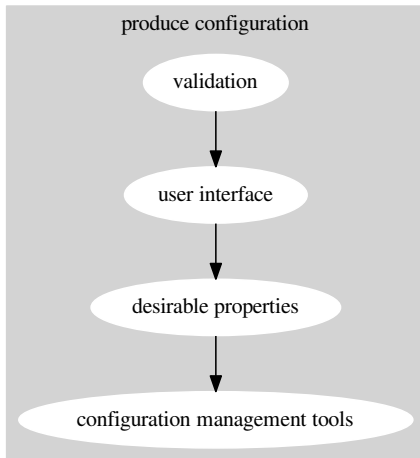 produce configuration
validation
user interface
desirable properties
configuration management tools